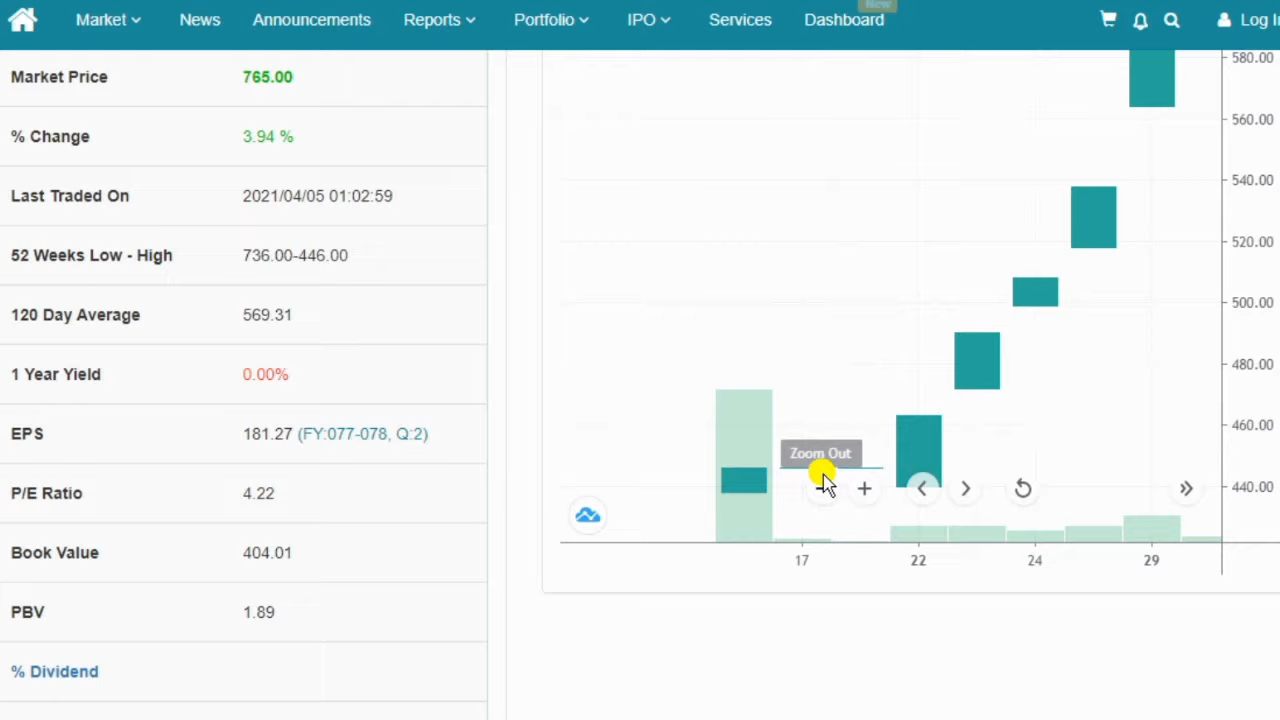 Market News Announcements Reports Portfolio IPO Services Dashboard New
Market Price 765.00
% Change 3.94 %
Last Traded On 2021/04/05 01:02:59
52 Weeks Low - High 736.00-446.00
120 Day Average 569.31
1 Year Yield 0.00%
EPS 181.27 (FY:077-078, Q:2)
P/E Ratio 4.22
Book Value 404.01
PBV 1.89
% Dividend
580.00
560.00
540.00
520.00
500.00
480.00
460.00
440.00
Zoom Out
17 22 24 29